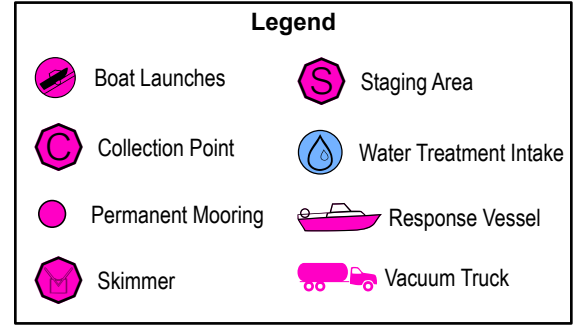 Legend
Boat Launches
S Staging Area
C Collection Point
Water Treatment Intake
Permanent Mooring
Response Vessel
Skimmer
Vacuum Truck